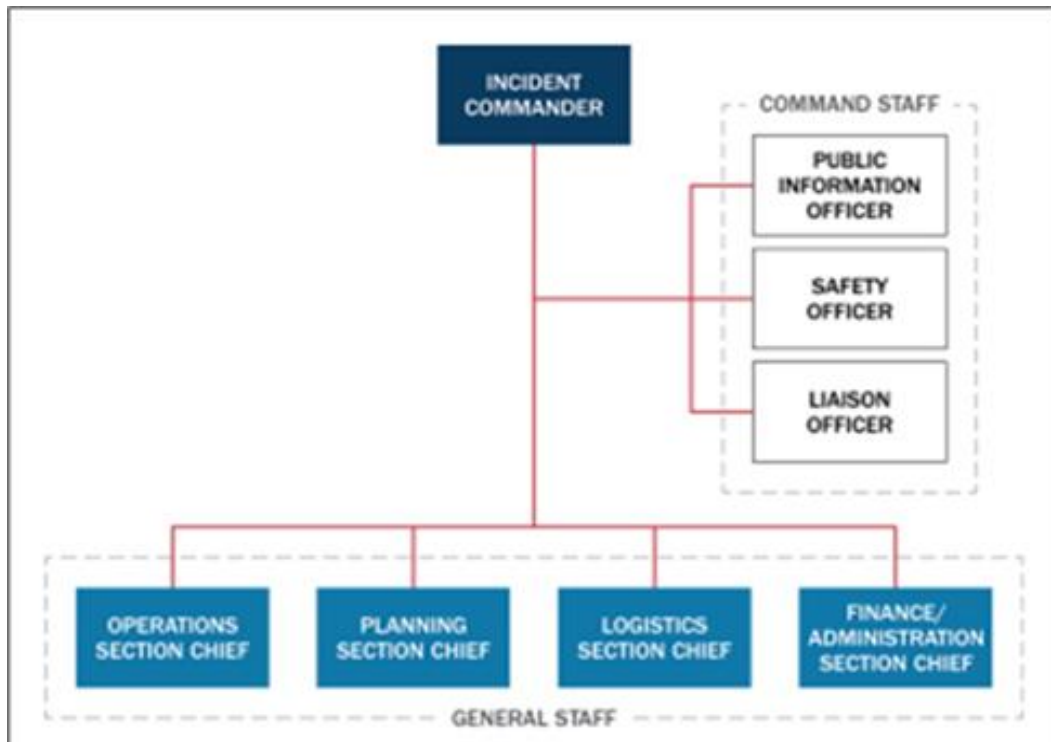 INCIDENT
COMMANDER
COMMAND STAFF
PUBLIC
INFORMATION
OFFICER
SAFETY
OFFICER
LIAISON
OFFICER
OPERATIONS
SECTION CHIEF
PLANNING
SECTION CHIEF
LOGISTICS
SECTION CHIEF
FINANCE/
ADMINISTRATION
SECTION CHIEF
GENERAL STAFF